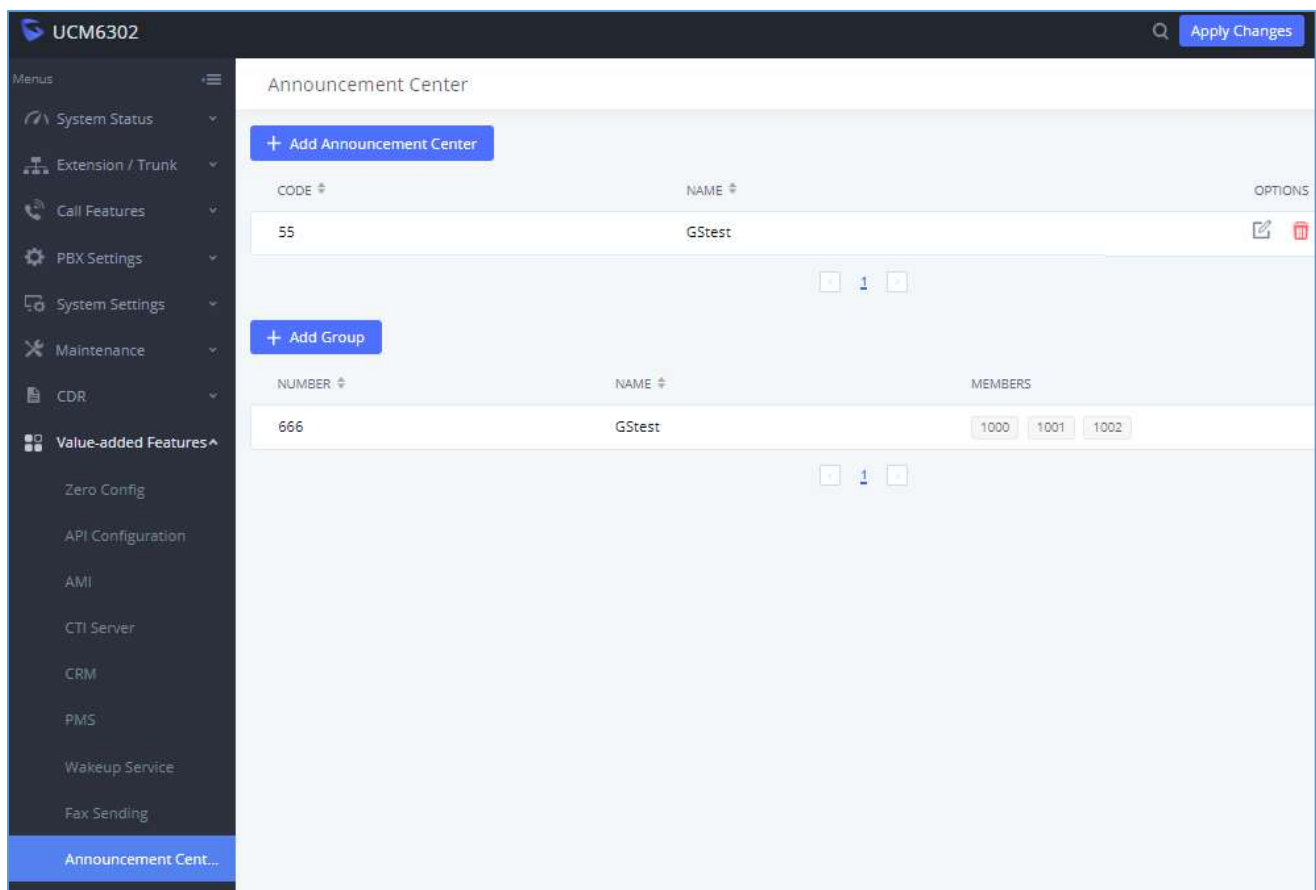 UCM6302
Apply Changes
Menus
System Status
Extension / Trunk
Call Features
PBX Settings
System Settings
Maintenance
CDR
Value-added Features
Zero Config
API Configuration
AMI
CTI Server
CRM
PMS
Wakeup Service
Fax Sending
Announcement Cent...
Announcement Center
+ Add Announcement Center
CODE NAME OPTIONS
55 GStest
1
+ Add Group
NUMBER NAME MEMBERS
666 GStest 1000 1001 1002
1